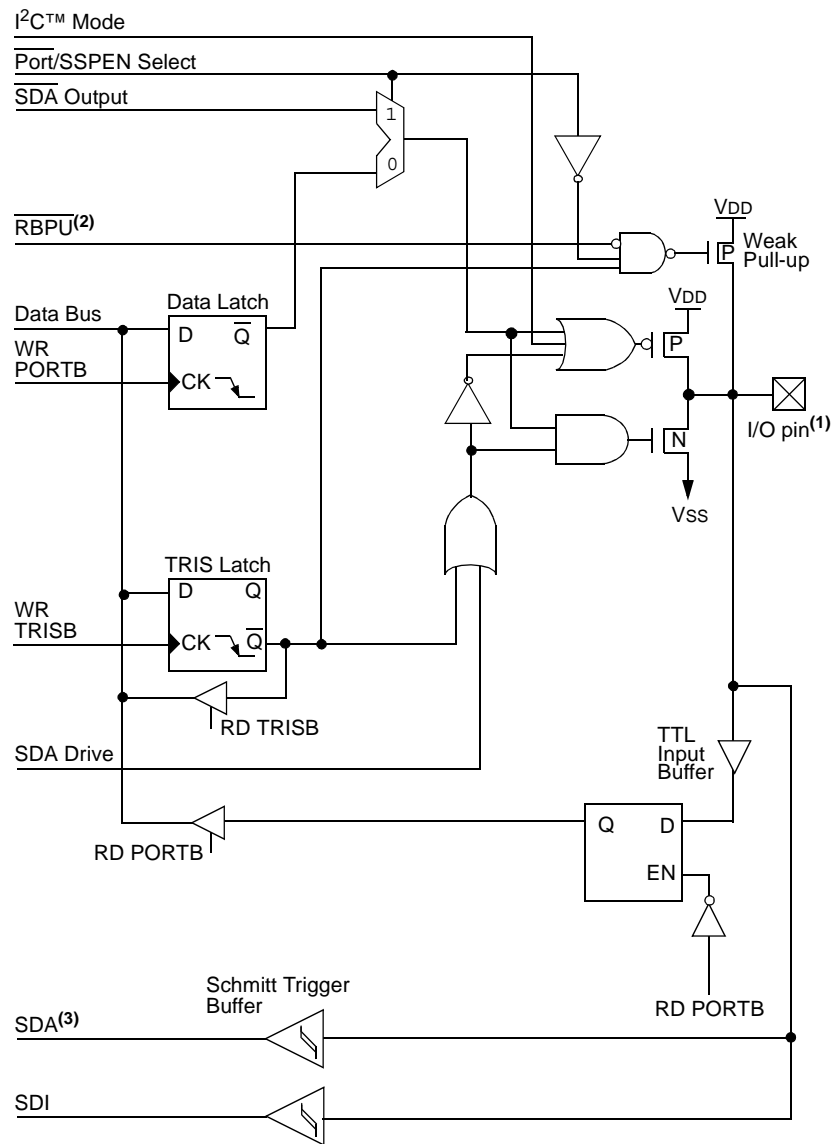 I²C™ Mode
Port/SSPEN Select
SDA Output
1
0
RBPU(2)
VDD
P
Weak
Pull-up
Data Latch
Data Bus
D
Q
WR
PORTB
CK
VDD
P
I/O pin(1)
N
VSS
TRIS Latch
D
Q
WR
TRISB
CK
Q
RD TRISB
SDA Drive
TTL
Input
Buffer
Q
D
RD PORTB
EN
Schmitt Trigger
Buffer
RD PORTB
SDA(3)
SDI